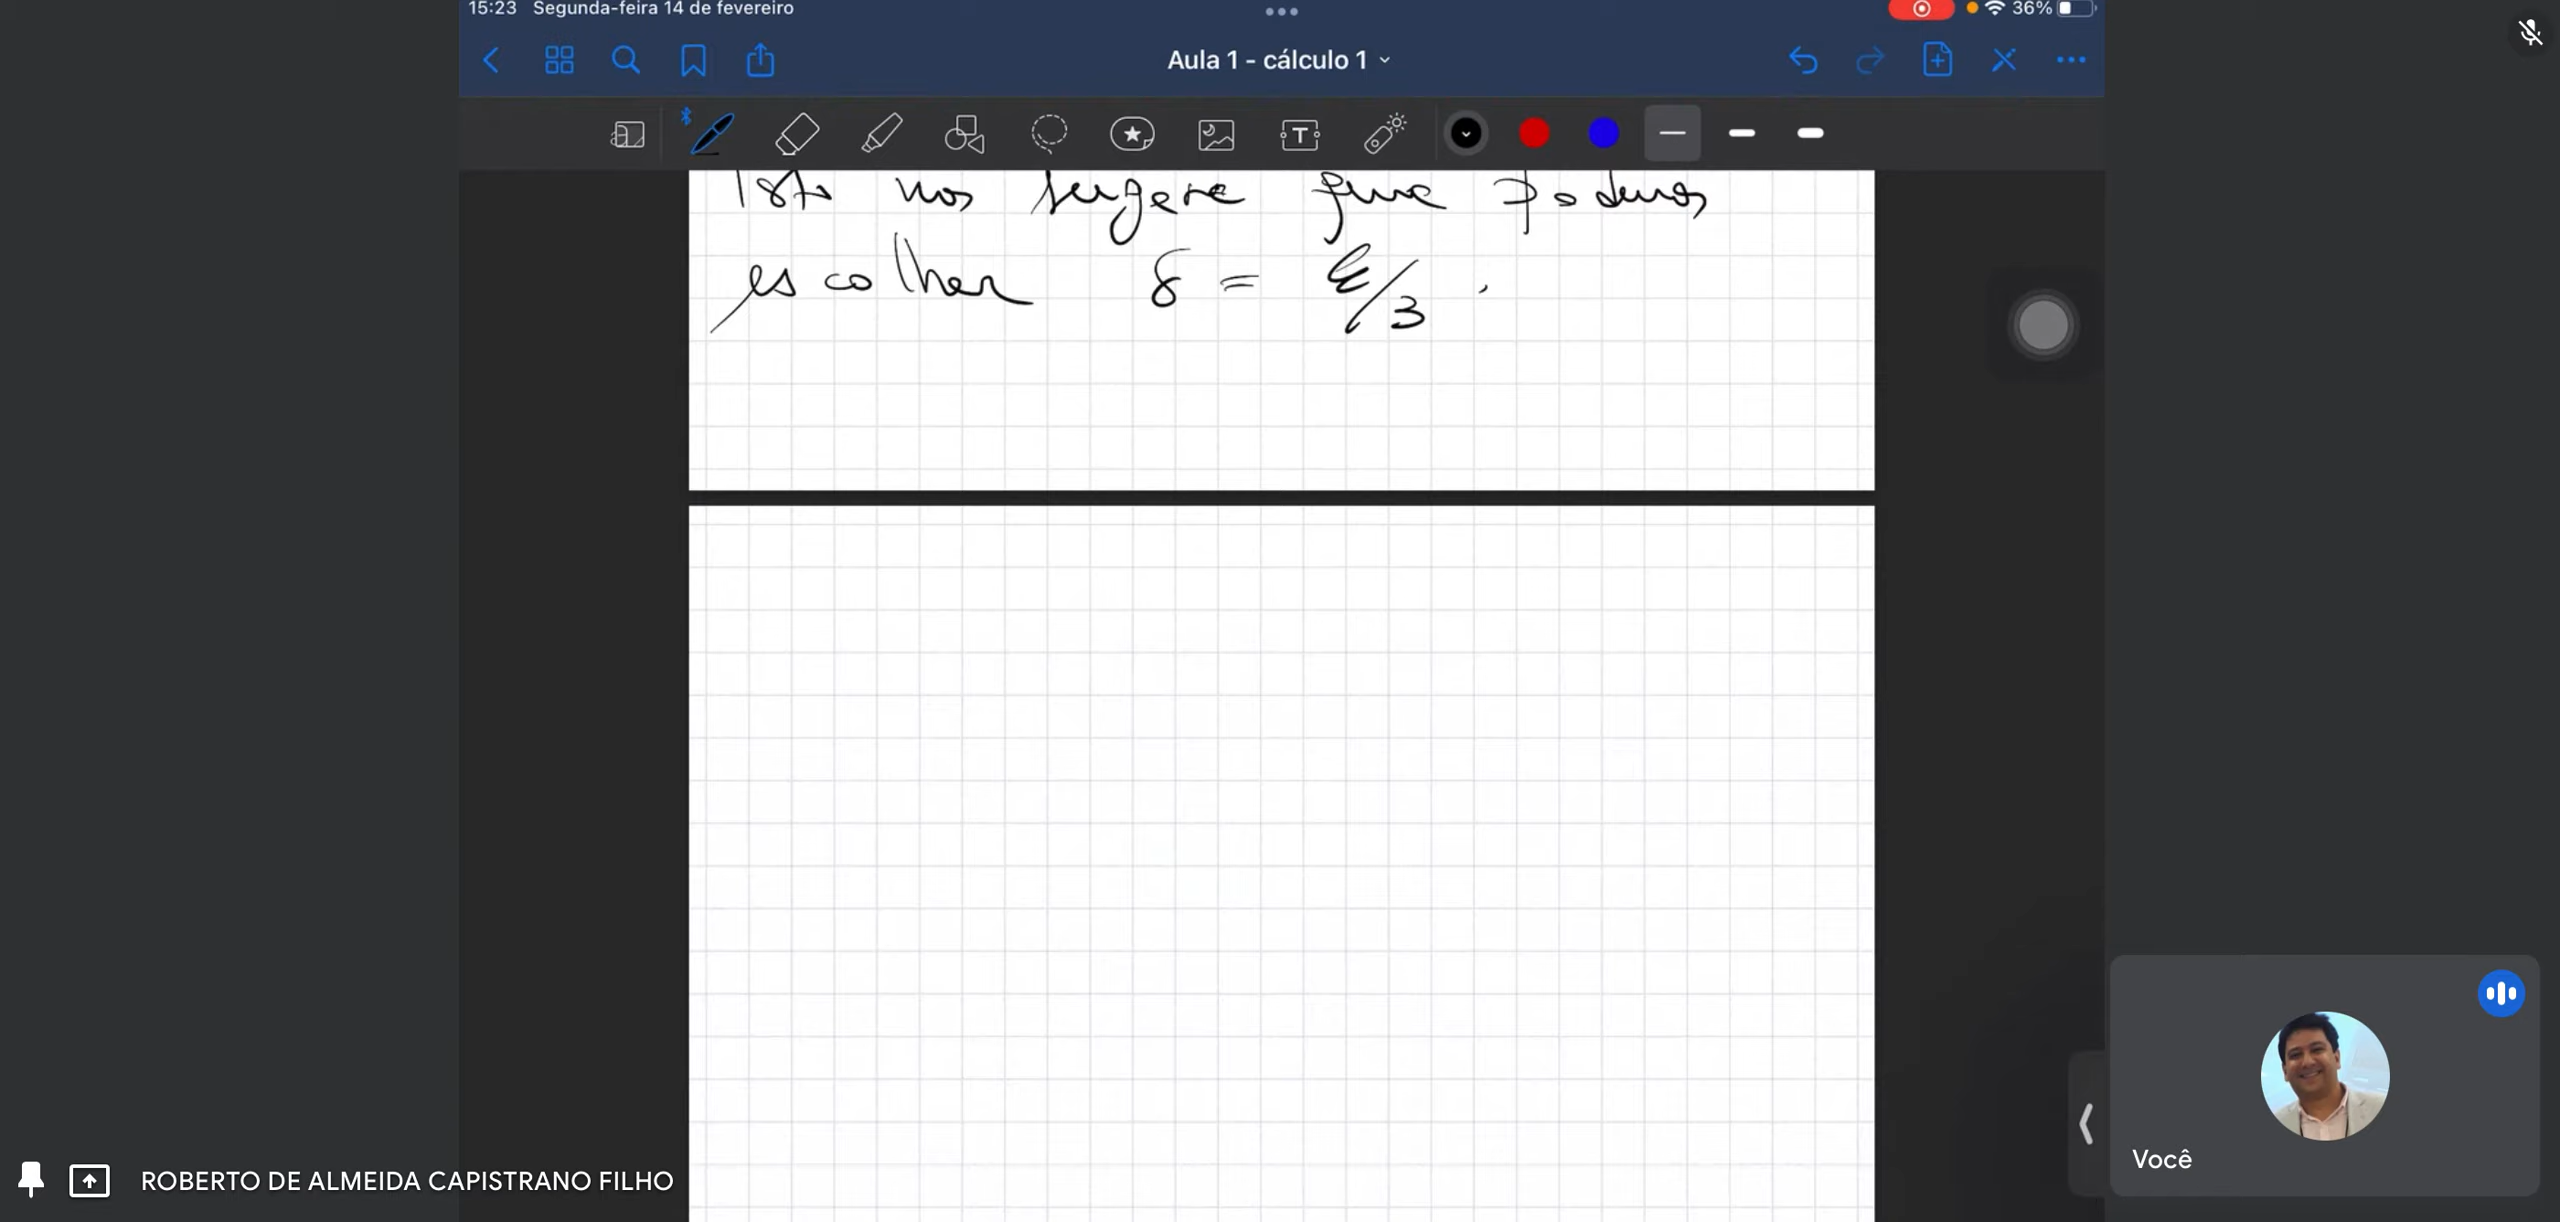 15:23 Segunda-feira 14 de fevereiro
36%
Aula 1 - cálculo 1
T
Isto nos sugere que podemos
escolher δ = ε/3 .
Você
ROBERTO DE ALMEIDA CAPISTRANO FILHO